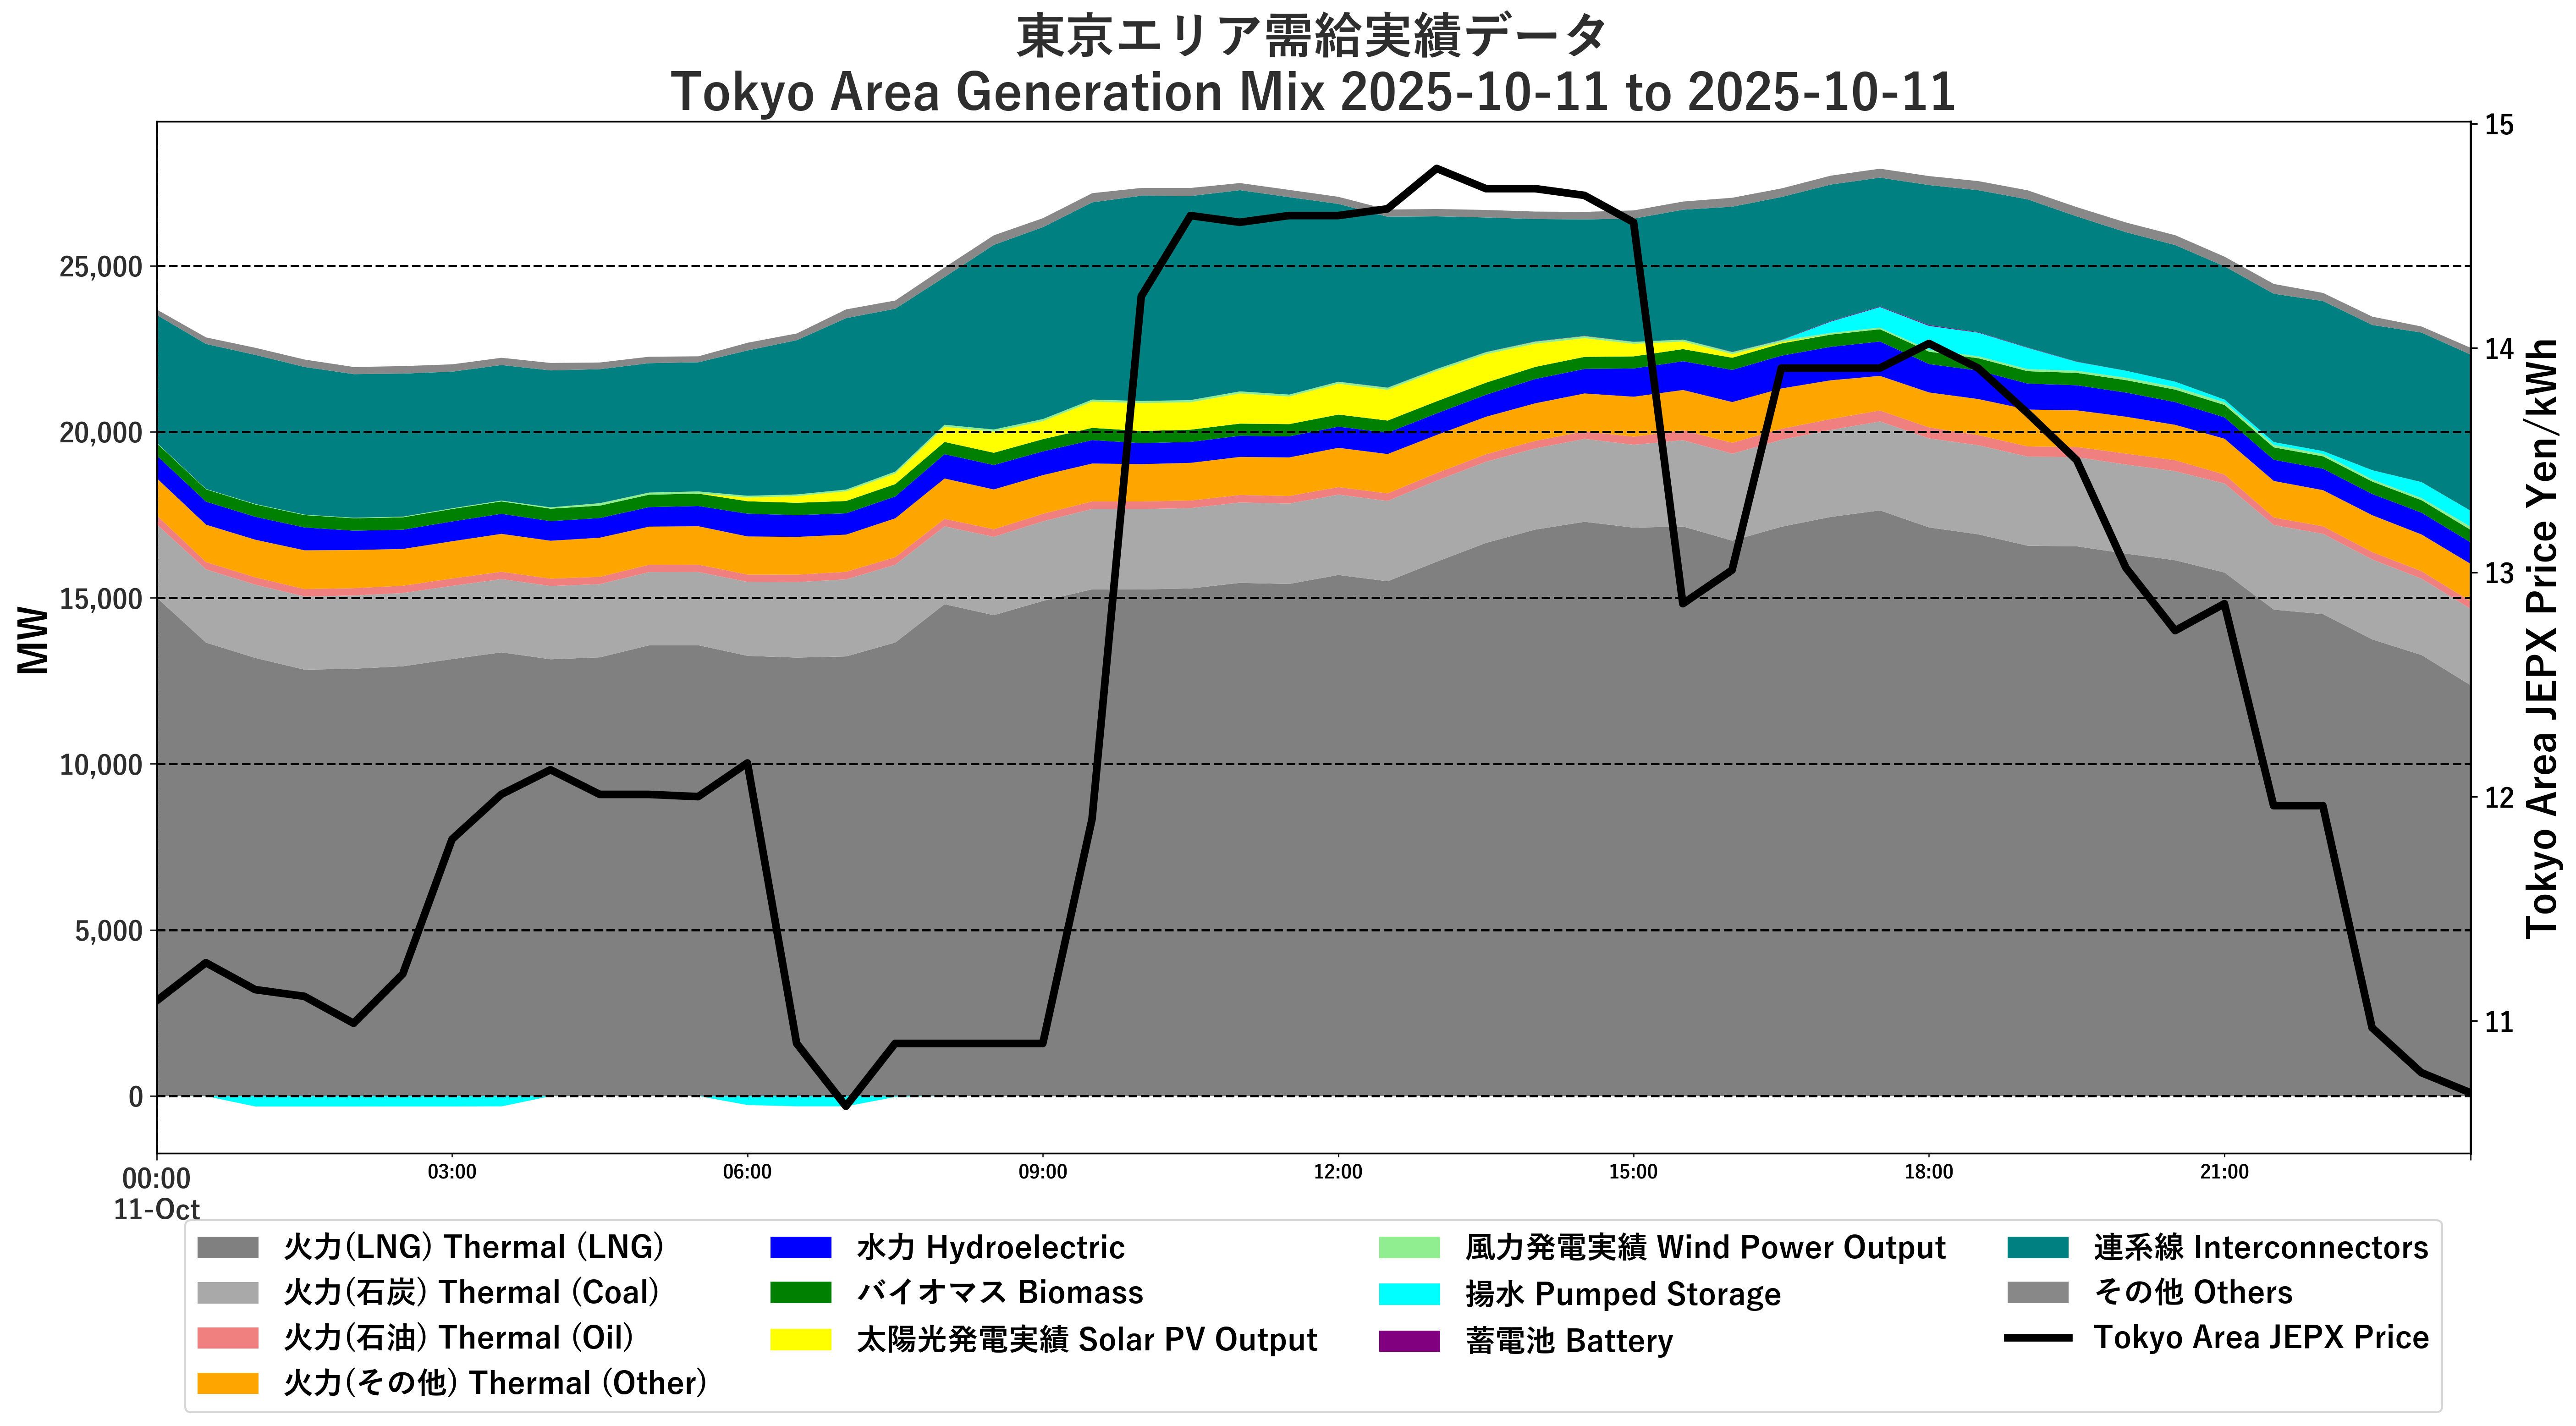 東京エリア需給実績データ
Tokyo Area Generation Mix 2025-10-11 to 2025-10-11
MW
25,000
20,000
15,000
10,000
5,000
0
15
14
13
12
11
Tokyo Area JEPX Price Yen/kWh
00:00
11-Oct
03:00
06:00
09:00
12:00
15:00
18:00
21:00
火力(LNG) Thermal (LNG)
火力(石炭) Thermal (Coal)
火力(石油) Thermal (Oil)
火力(その他) Thermal (Other)
水力 Hydroelectric
バイオマス Biomass
太陽光発電実績 Solar PV Output
風力発電実績 Wind Power Output
揚水 Pumped Storage
蓄電池 Battery
連系線 Interconnectors
その他 Others
Tokyo Area JEPX Price